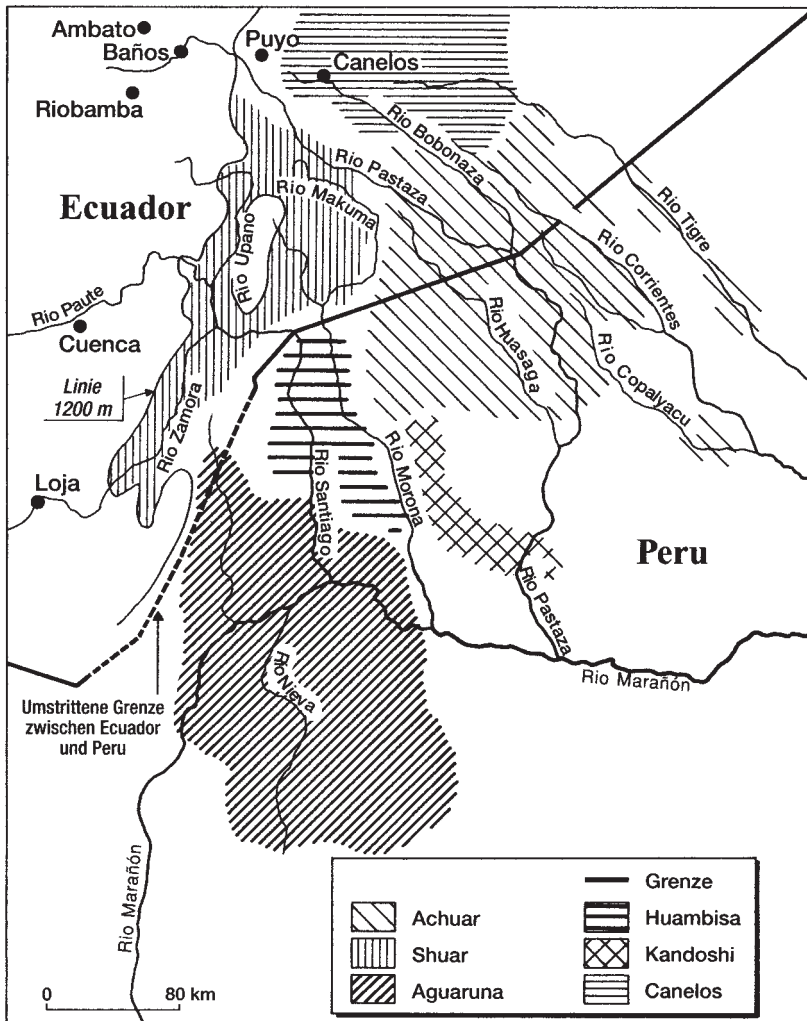 Ambato
Baños
Puyo
Canelos
Riobamba
Rio Bobonaza
Rio Pastaza
Rio Makuma
Rio Tigre
Ecuador
Rio Upano
Rio Corrientes
Rio Paute
Cuenca
Rio Huasaga
Rio Copalyacu
Linie
1200 m
Rio Zamora
Rio Morona
Rio Santiago
Loja
Peru
Rio Pastaza
Rio Nieva
Rio Marañón
Umstrittene Grenze
zwischen Ecuador
und Peru
Rio Marañón
Grenze
Achuar
Huambisa
Shuar
Kandoshi
Aguaruna
Canelos
0 80 km